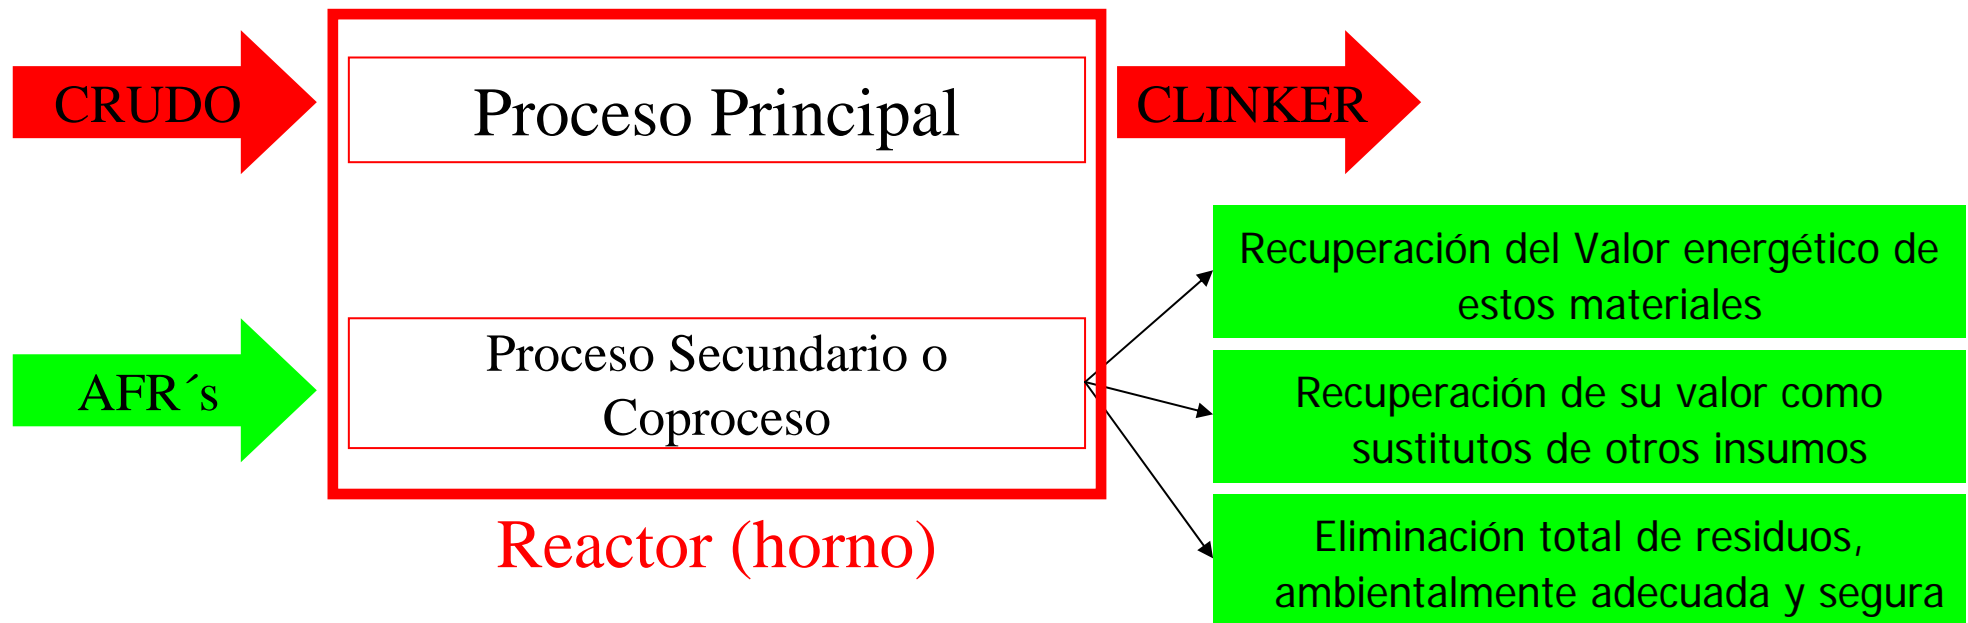 CRUDO
Proceso Principal
CLINKER
AFR´s
Proceso Secundario o
Coproceso
Reactor (horno)
Recuperación del Valor energético de
estos materiales
Recuperación de su valor como
sustitutos de otros insumos
Eliminación total de residuos,
ambientalmente adecuada y segura